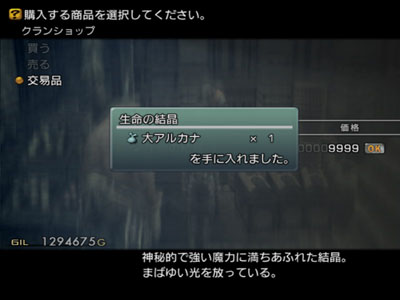 購入する商品を選択してください。
クランショップ
買う
売る
交易品
生命の結晶
大アルカナ × 1
を手に入れました。
価格
00009999 OK
GIL 1294675G
神秘的で強い魔力に満ちあふれた結晶。
まばゆい光を放っている。